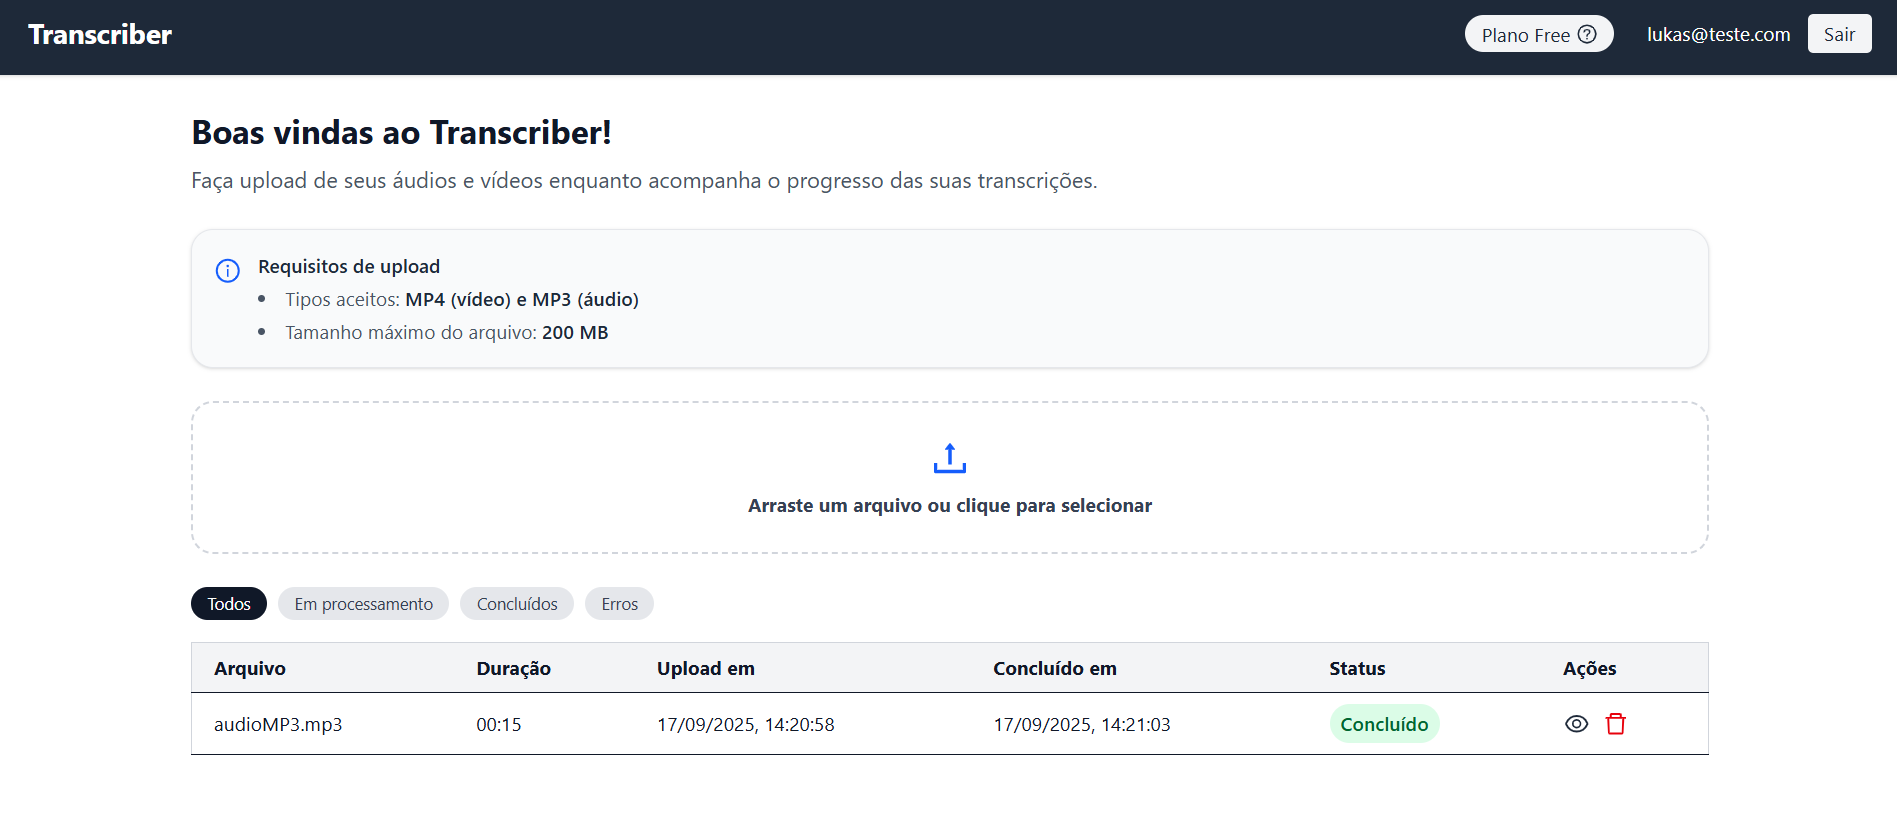 Transcriber
Plano Free
lukas@teste.com
Sair
Boas vindas ao Transcriber!
Faça upload de seus áudios e vídeos enquanto acompanha o progresso das suas transcrições.
Requisitos de upload
• Tipos aceitos: MP4 (vídeo) e MP3 (áudio)
• Tamanho máximo do arquivo: 200 MB
Arraste um arquivo ou clique para selecionar
Todos Em processamento Concluídos Erros
Arquivo Duração Upload em Concluído em Status Ações
audioMP3.mp3 00:15 17/09/2025, 14:20:58 17/09/2025, 14:21:03 Concluído